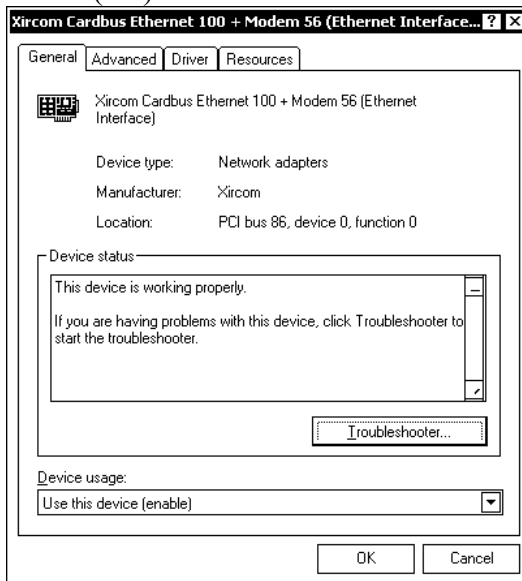 Xircom Cardbus Ethernet 100 + Modem 56 (Ethernet Interface... ? X
General Advanced Driver Resources
Xircom Cardbus Ethernet 100 + Modem 56 (Ethernet
Interface)
Device type: Network adapters
Manufacturer: Xircom
Location: PCI bus 86, device 0, function 0
Device status
This device is working properly.
If you are having problems with this device, click Troubleshooter to
start the troubleshooter.
Troubleshooter...
Device usage:
Use this device (enable)
OK Cancel